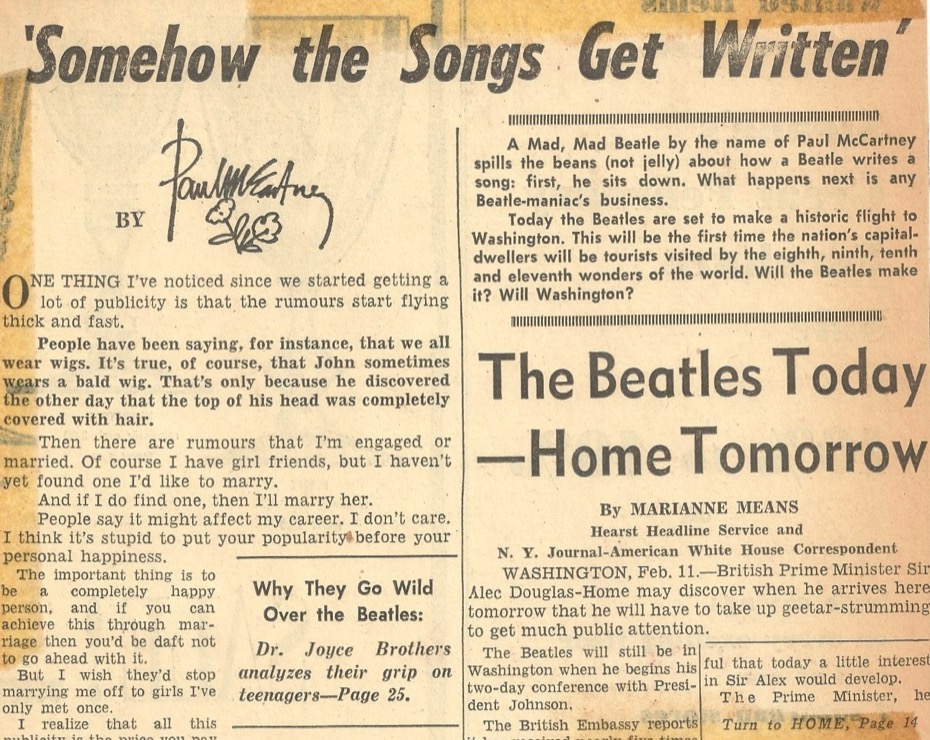 'Somehow the Songs Get Written'
BY Paul McCartney
ONE THING I've noticed since we started getting a
lot of publicity is that the rumours start flying
thick and fast.
People have been saying, for instance, that we all
wear wigs. It's true, of course, that John sometimes
wears a bald wig. That's only because he discovered
the other day that the top of his head was completely
covered with hair.
Then there are rumours that I'm engaged or
married. Of course I have girl friends, but I haven't
yet found one I'd like to marry.
And if I do find one, then I'll marry her.
People say it might affect my career. I don't care.
I think it's stupid to put your popularity before your
personal happiness.
The important thing is to
be a completely happy
person, and if you can
achieve this through mar-
riage then you'd be daft not
to go ahead with it.
But I wish they'd stop
marrying me off to girls I've
only met once.
I realize that all this
publicity is the price you pay
Why They Go Wild
Over the Beatles:
Dr. Joyce Brothers
analyzes their grip on
teenagers—Page 25.
A Mad, Mad Beatle by the name of Paul McCartney
spills the beans (not jelly) about how a Beatle writes a
song: first, he sits down. What happens next is any
Beatle-maniac's business.
Today the Beatles are set to make a historic flight to
Washington. This will be the first time the nation's capital-
dwellers will be tourists visited by the eighth, ninth, tenth
and eleventh wonders of the world. Will the Beatles make
it? Will Washington?
The Beatles Today
—Home Tomorrow
By MARIANNE MEANS
Hearst Headline Service and
N. Y. Journal-American White House Correspondent
WASHINGTON, Feb. 11.—British Prime Minister Sir
Alec Douglas-Home may discover when he arrives here
tomorrow that he will have to take up geetar-strumming
to get much public attention.
The Beatles will still be in
Washington when he begins his
two-day conference with Presi-
dent Johnson.
The British Embassy reports
received nearly five times
ful that today a little interest
in Sir Alex would develop.
The Prime Minister, he
Turn to HOME, Page 14